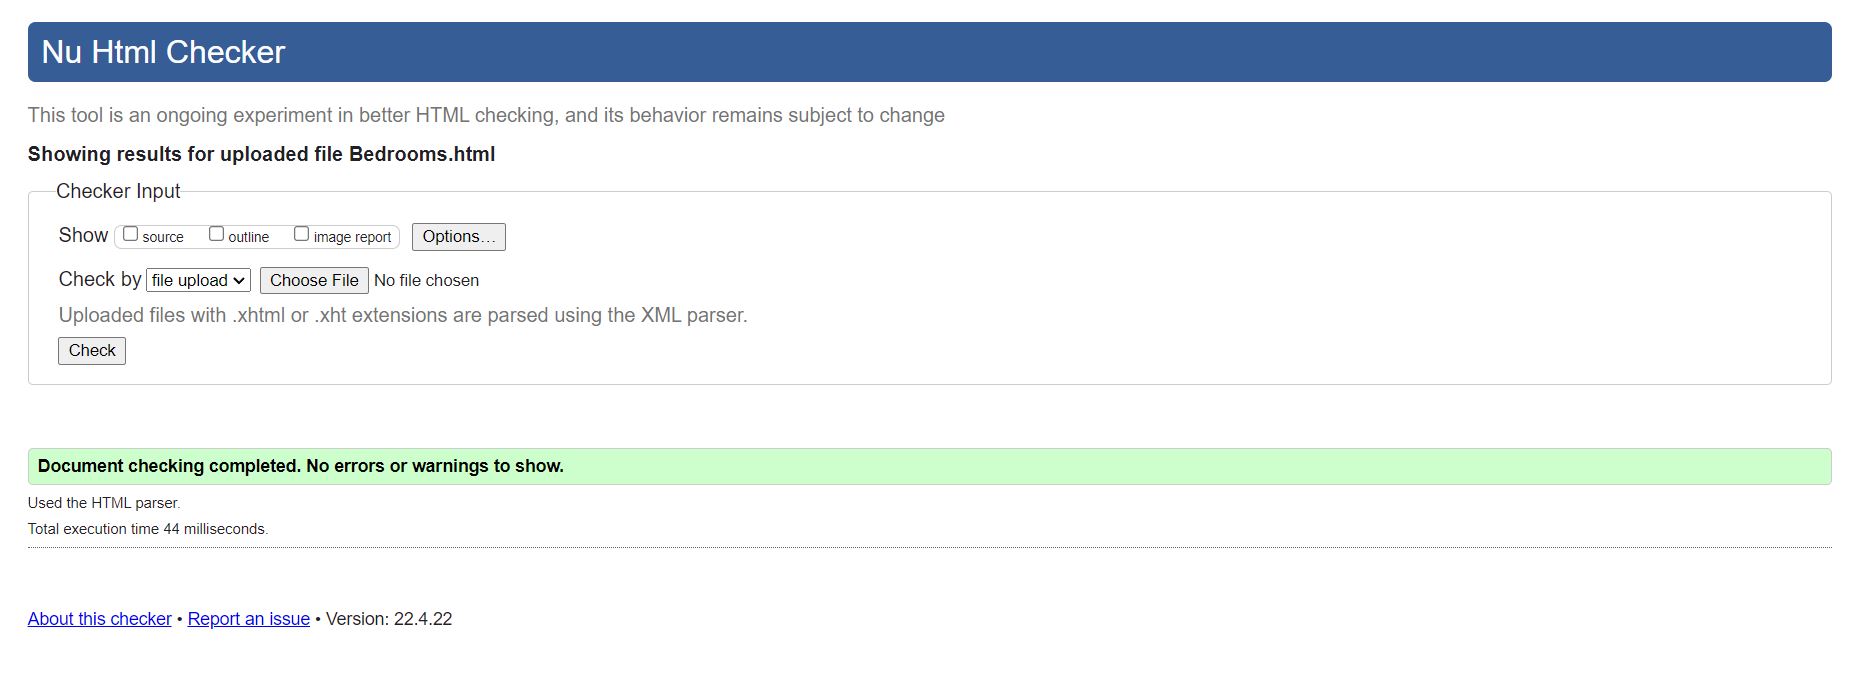 Nu Html Checker
This tool is an ongoing experiment in better HTML checking, and its behavior remains subject to change
Showing results for uploaded file Bedrooms.html
Checker Input
Show source outline image report Options…
Check by file upload Choose File No file chosen
Uploaded files with .xhtml or .xht extensions are parsed using the XML parser.
Check
Document checking completed. No errors or warnings to show.
Used the HTML parser.
Total execution time 44 milliseconds.
About this checker • Report an issue • Version: 22.4.22